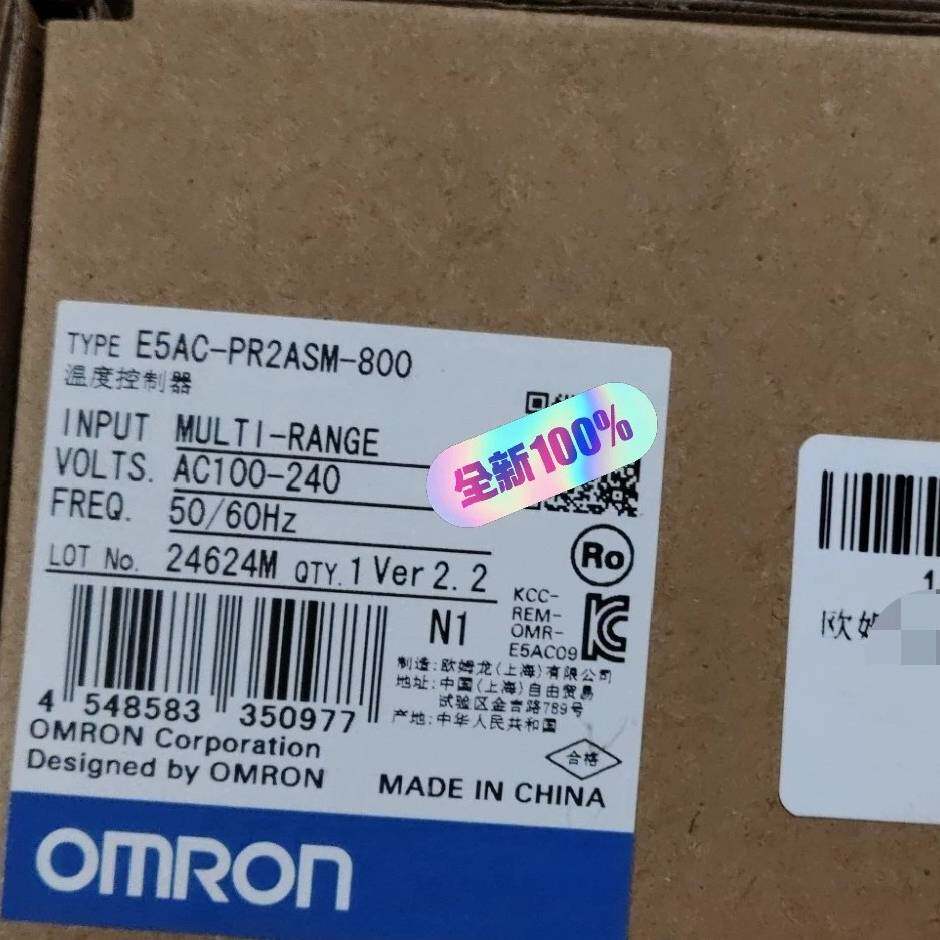 TYPE E5AC-PR2ASM-800
温度控制器
INPUT MULTI-RANGE
VOLTS. AC100-240
FREQ. 50/60Hz
LOT No. 24624M QTY. 1 Ver 2. 2
全新100%
Ro
N1
KCC-
REM-
OMR-
E5AC09
4 548583 350977
制造:欧姆龙(上海)有限公司
地址:中国(上海)自由贸易
试验区金吉路789号
产地:中华人民共和国
OMRON Corporation
Designed by OMRON
合格
MADE IN CHINA
OMRON
1
欧姆